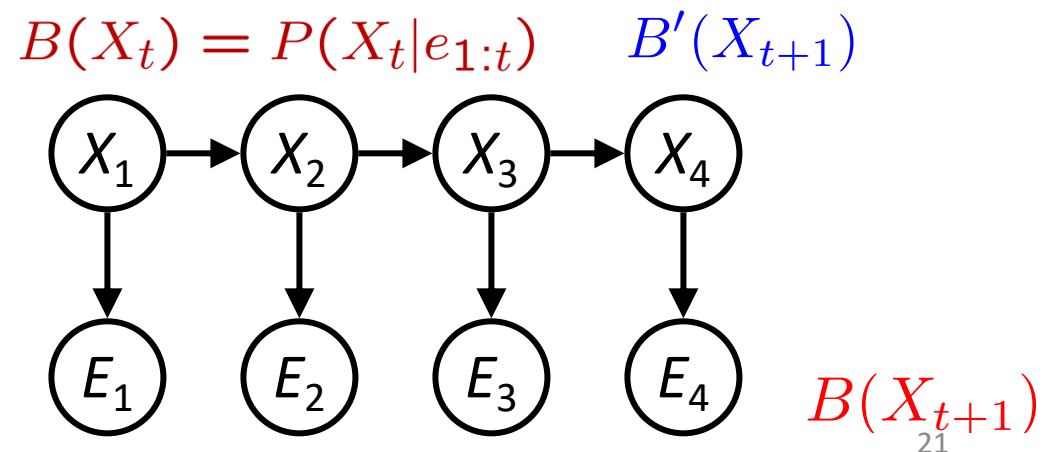 B(X_t) = P(X_t|e_{1:t}) B'(X_{t+1})
X_1 X_2 X_3 X_4
E_1 E_2 E_3 E_4
B(X_{t+1})
21